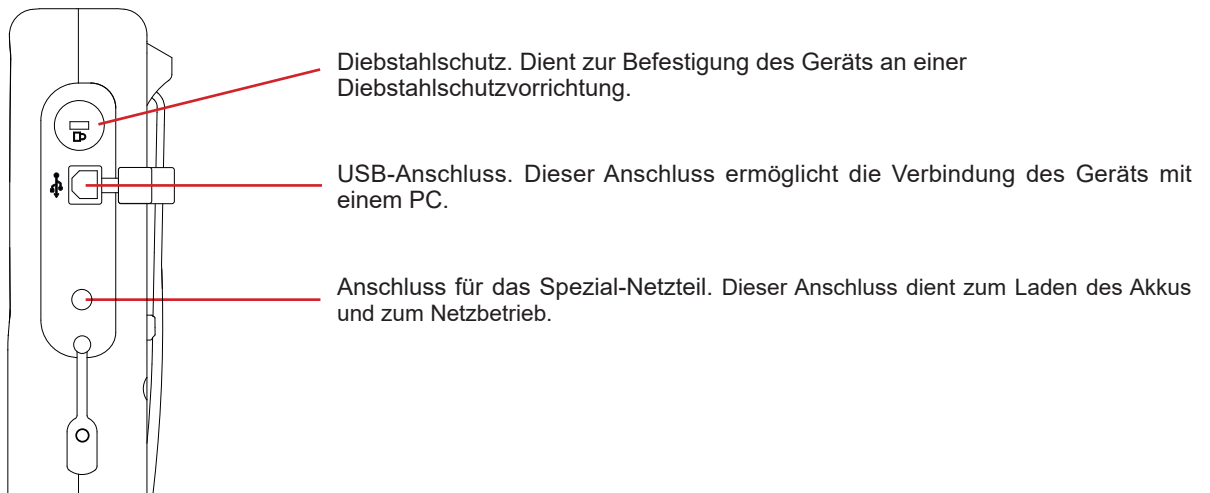 Diebstahlschutz. Dient zur Befestigung des Geräts an einer
Diebstahlschutzvorrichtung.
USB-Anschluss. Dieser Anschluss ermöglicht die Verbindung des Geräts mit
einem PC.
Anschluss für das Spezial-Netzteil. Dieser Anschluss dient zum Laden des Akkus
und zum Netzbetrieb.